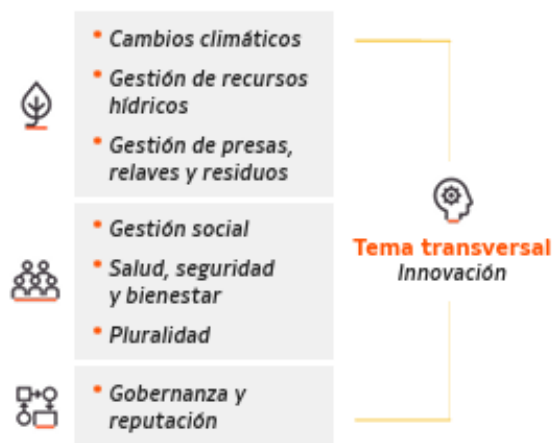 • Cambios climáticos
• Gestión de recursos
hídricos
• Gestión de presas,
relaves y residuos
• Gestión social
• Salud, seguridad
y bienestar
• Pluralidad
• Gobernanza y
reputación
Tema transversal
Innovación